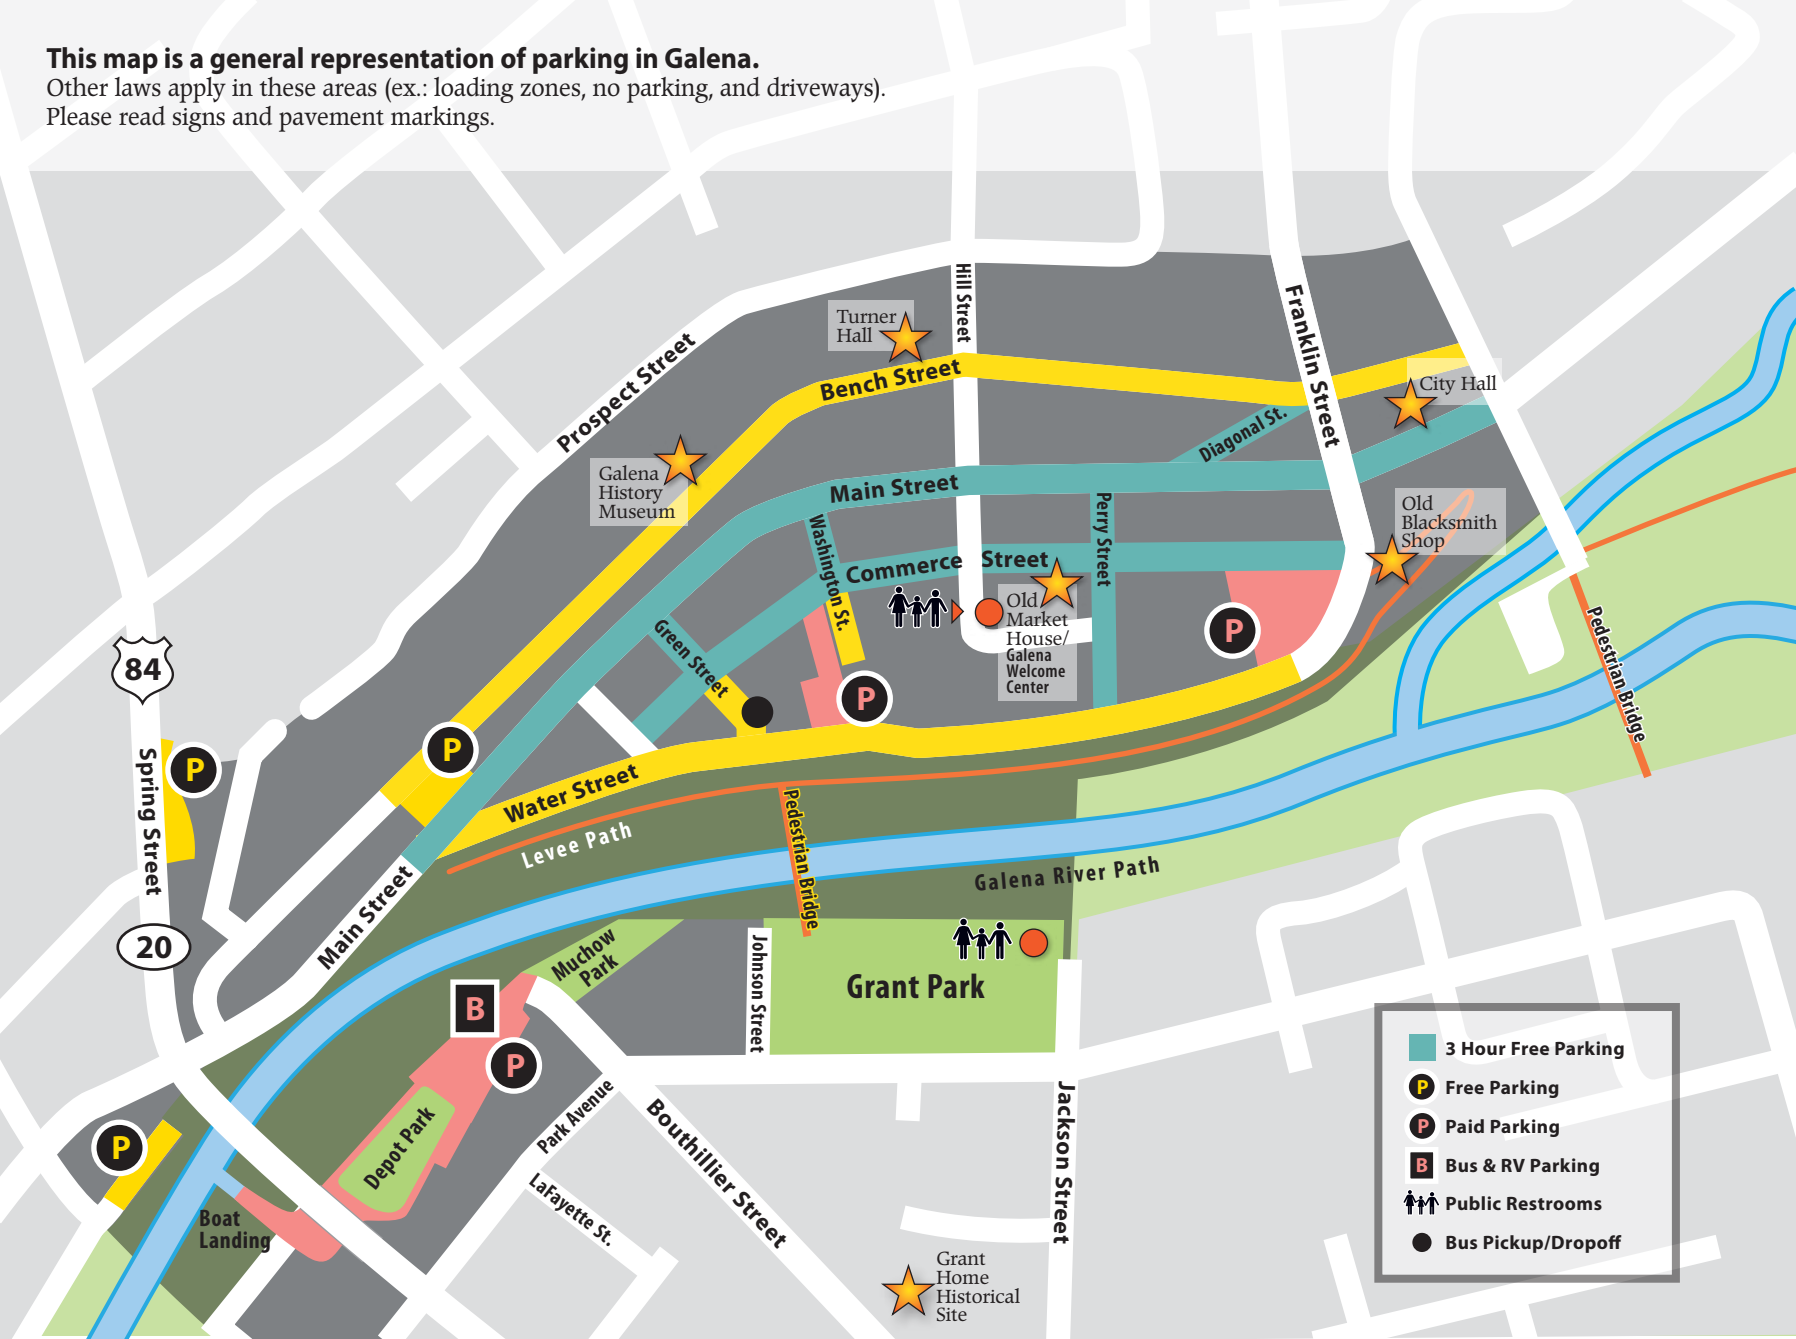 This map is a general representation of parking in Galena.
Other laws apply in these areas (ex.: loading zones, no parking, and driveways).
Please read signs and pavement markings.
Hill Street
Franklin Street
Turner
Hall
Prospect Street
Bench Street
City Hall
Diagonal St.
Galena
History
Museum
Main Street
Washington St.
Perry Street
Old
Blacksmith
Shop
Commerce Street
Old
Market
House/
Galena
Welcome
Center
Green Street
P
Pedestrian Bridge
84
P
P
P
Spring Street
Water Street
Levee Path
Pedestrian Bridge
Galena River Path
Main Street
20
Muchow
Park
Johnson Street
Grant Park
B
P
Park Avenue
Bouthillier Street
Jackson Street
Depot Park
P
LaFayette St.
Boat
Landing
Grant
Home
Historical
Site
3 Hour Free Parking
P Free Parking
P Paid Parking
B Bus & RV Parking
Public Restrooms
Bus Pickup/Dropoff